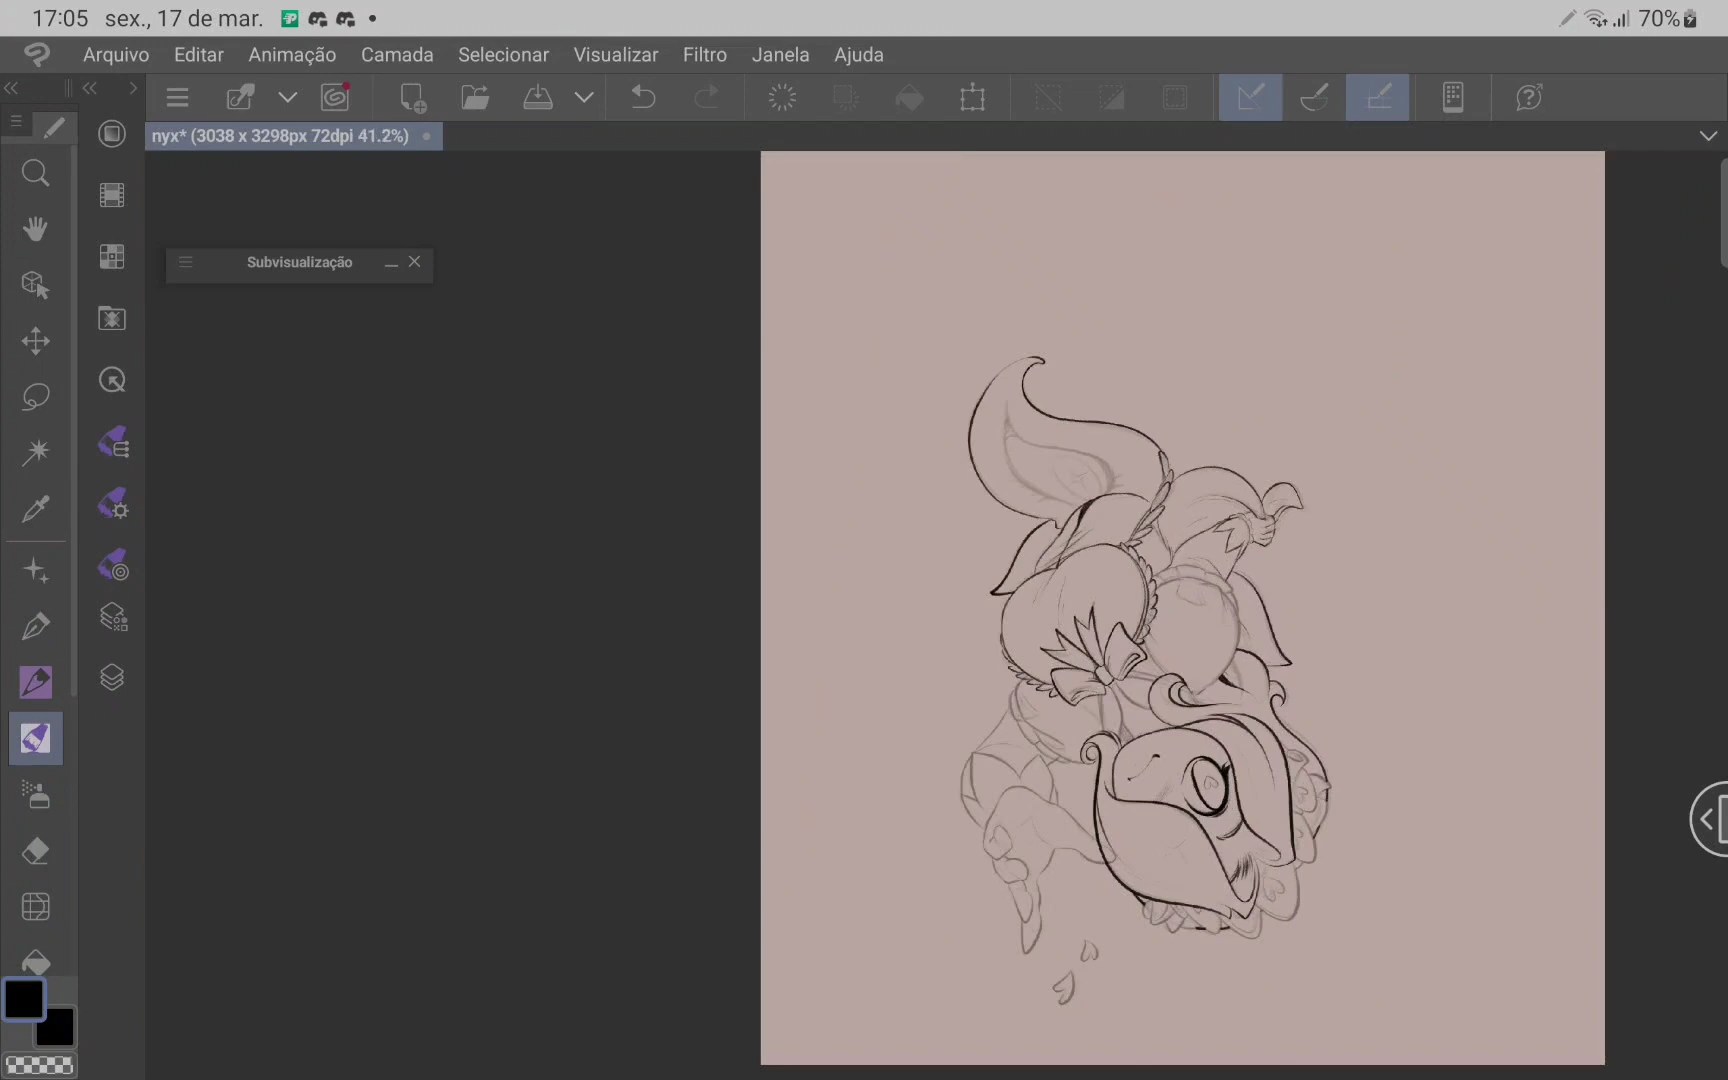 17:05 sex., 17 de mar. 70%
Arquivo Editar Animação Camada Selecionar Visualizar Filtro Janela Ajuda
nyx* (3038 x 3298px 72dpi 41.2%)
Subvisualização